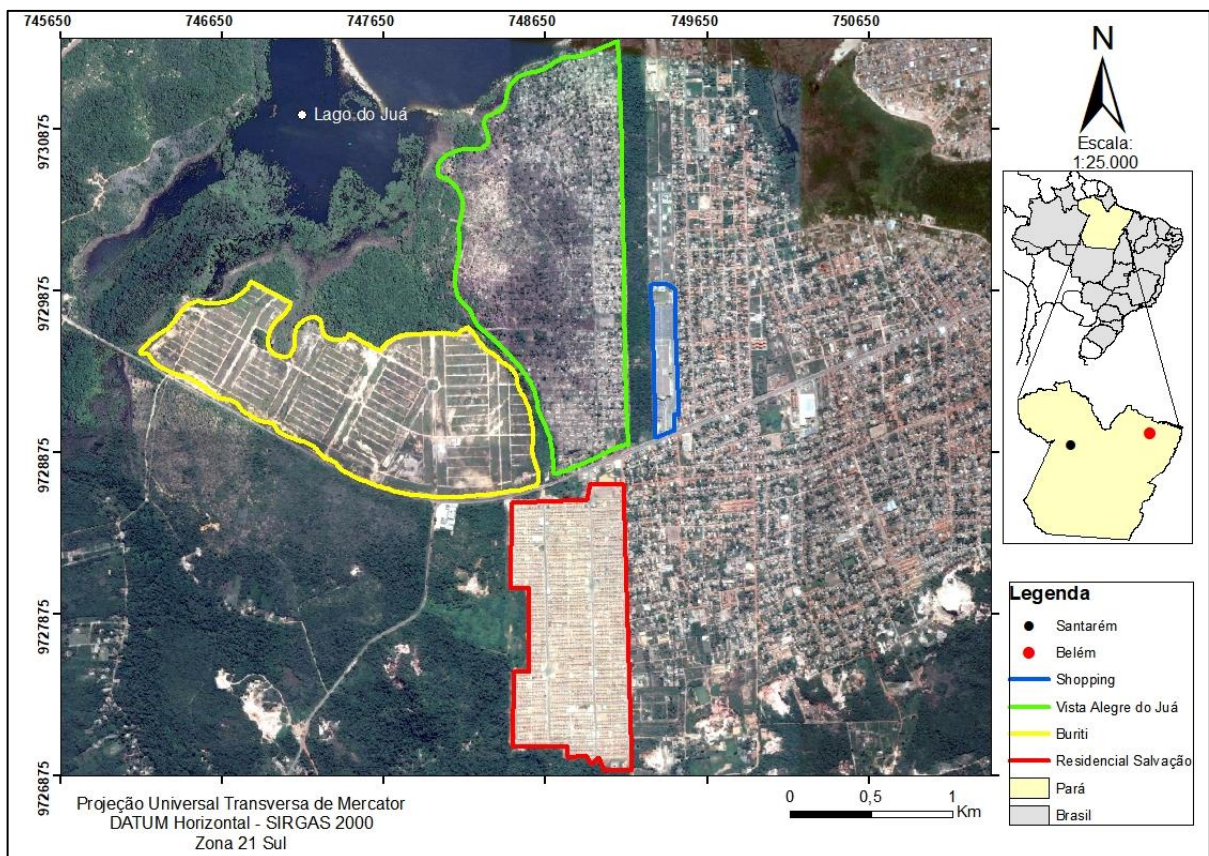 745650
746650
747650
748650
749650
750650
9730875
9729875
9728875
9727875
9726875
Lago do Juá
N
Escala:
1:25.000
Legenda
Santarém
Belém
Shopping
Vista Alegre do Juá
Buriti
Residencial Salvação
Pará
Brasil
Projeção Universal Transversa de Mercator
DATUM Horizontal - SIRGAS 2000
Zona 21 Sul
0 0,5 1
Km